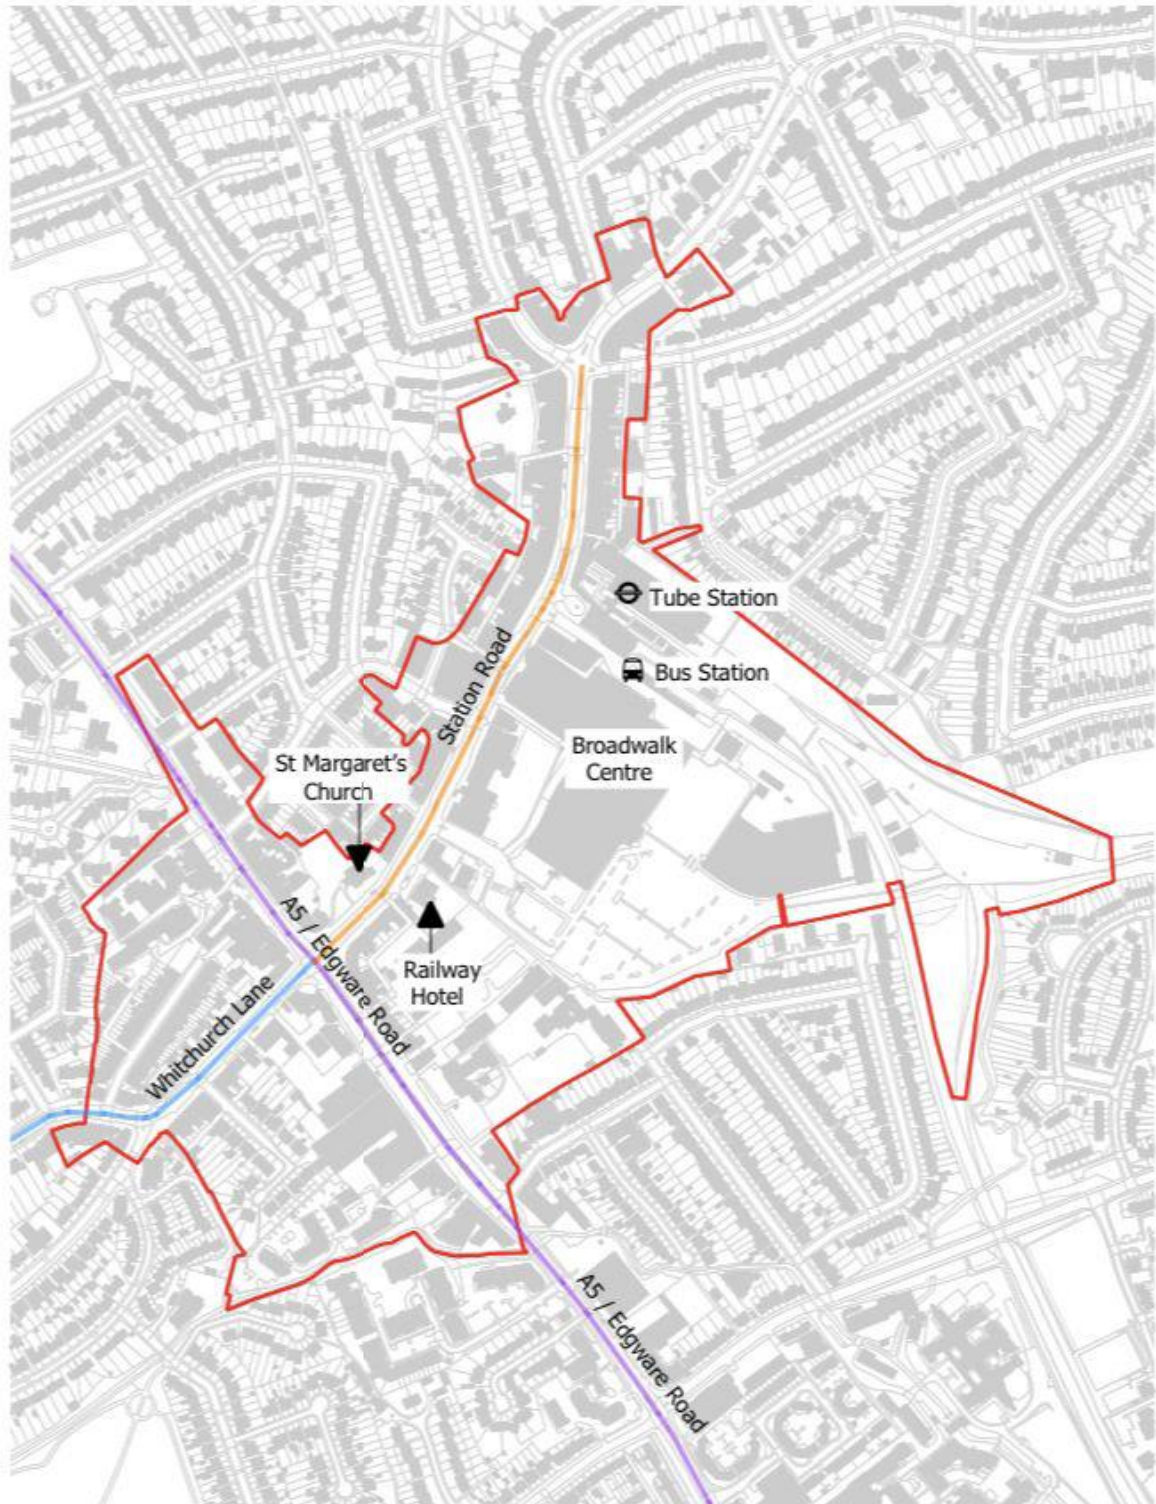 Tube Station
Station Road
Bus Station
Broadwalk
Centre
St Margaret's
Church
A5 / Edgware Road
Railway
Hotel
Whitchurch Lane
A5 / Edgware Road